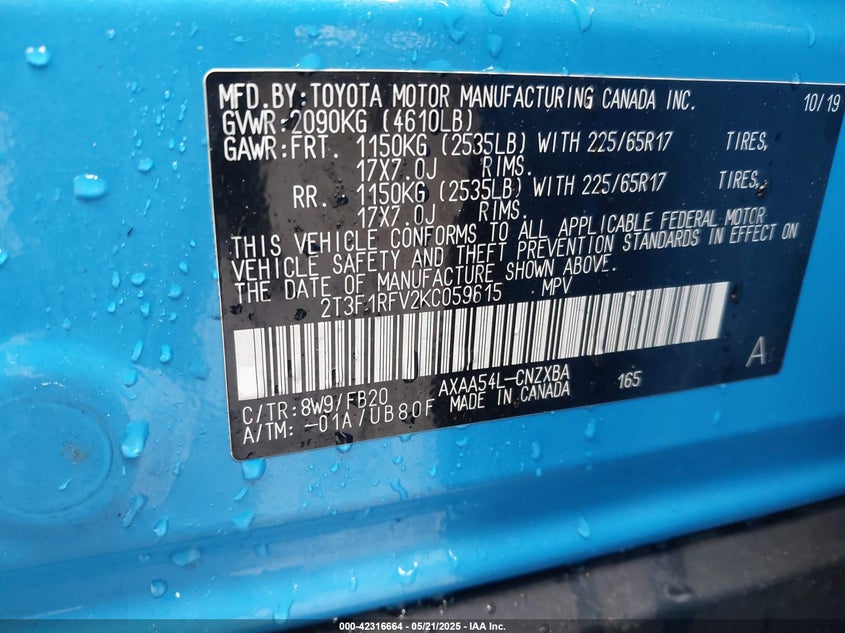 MFD.BY:TOYOTA MOTOR MANUFACTURING CANADA INC. 10/19
GVWR:2090KG (4610LB)
GAWR:FRT. 1150KG (2535LB) WITH 225/65R17 TIRES,
17X7.0J RIMS.
RR. 1150KG (2535LB) WITH 225/65R17 TIRES,
17X7.0J RIMS.
THIS VEHICLE CONFORMS TO ALL APPLICABLE FEDERAL MOTOR
VEHICLE SAFETY AND THEFT PREVENTION STANDARDS IN EFFECT ON
THE DATE OF MANUFACTURE SHOWN ABOVE.
2T3F1RFV2KC059615 MPV
C/TR:8W9/FB20 AXAA54L-CNZXBA 165 A
A/TM:-01A/UB80F MADE IN CANADA
000-42316664 - 05/21/2025 - IAA Inc.